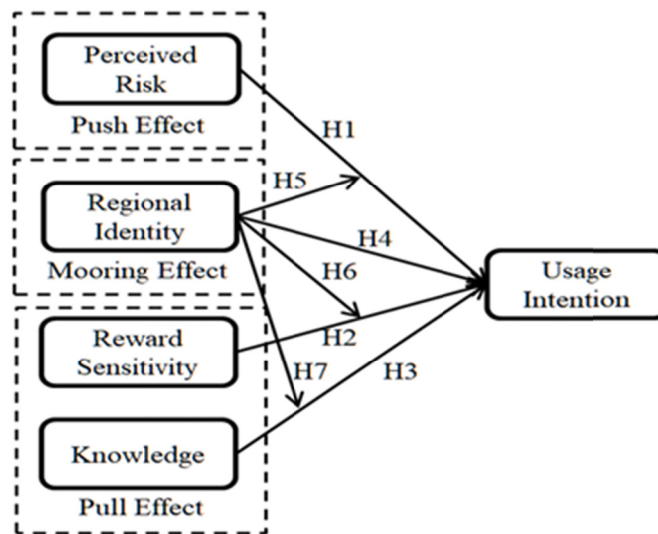 Perceived
Risk
Push Effect
H1
H5
Regional
Identity
Mooring Effect
H4
H6
Usage
Intention
Reward
Sensitivity
H2
H7
H3
Knowledge
Pull Effect